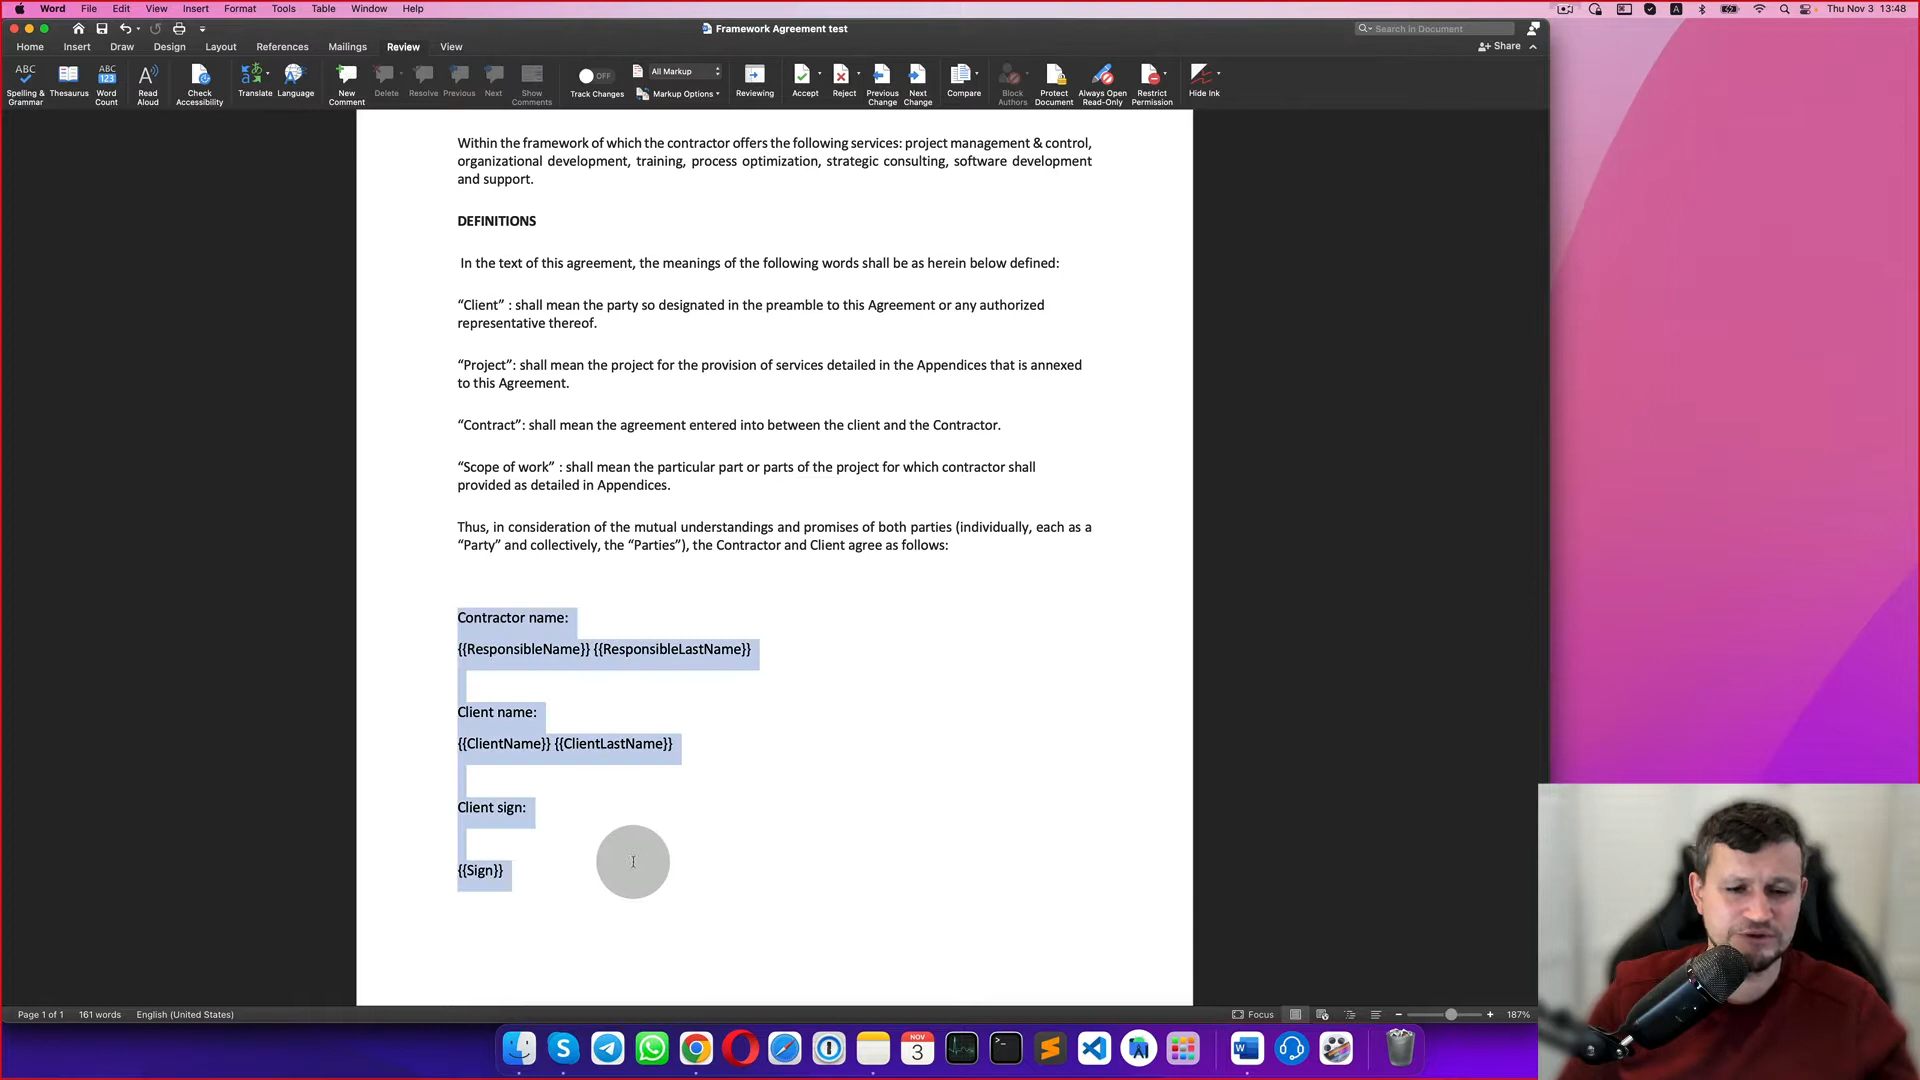 Word File Edit View Insert Format Tools Table Window Help
A Thu Nov 3 13:48
Framework Agreement test
Search in Document
Home Insert Draw Design Layout References Mailings Review View
Share
Spelling & Grammar
Thesaurus
Word Count
Read Aloud
Check Accessibility
Translate
Language
New Comment
Delete
Resolve
Previous
Next
Show Comments
OFF
Track Changes
All Markup
Markup Options
Reviewing
Accept
Reject
Previous Change
Next Change
Compare
Block Authors
Protect Document
Always Open Read-Only
Restrict Permission
Hide Ink
Within the framework of which the contractor offers the following services: project management & control,
organizational development, training, process optimization, strategic consulting, software development
and support.
DEFINITIONS
In the text of this agreement, the meanings of the following words shall be as herein below defined:
“Client” : shall mean the party so designated in the preamble to this Agreement or any authorized
representative thereof.
“Project”: shall mean the project for the provision of services detailed in the Appendices that is annexed
to this Agreement.
“Contract”: shall mean the agreement entered into between the client and the Contractor.
“Scope of work” : shall mean the particular part or parts of the project for which contractor shall
provided as detailed in Appendices.
Thus, in consideration of the mutual understandings and promises of both parties (individually, each as a
“Party” and collectively, the “Parties”), the Contractor and Client agree as follows:
Contractor name:
{{ResponsibleName}} {{ResponsibleLastName}}
Client name:
{{ClientName}} {{ClientLastName}}
Client sign:
{{Sign}}
Page 1 of 1 161 words English (United States)
Focus
187%
NOV
3